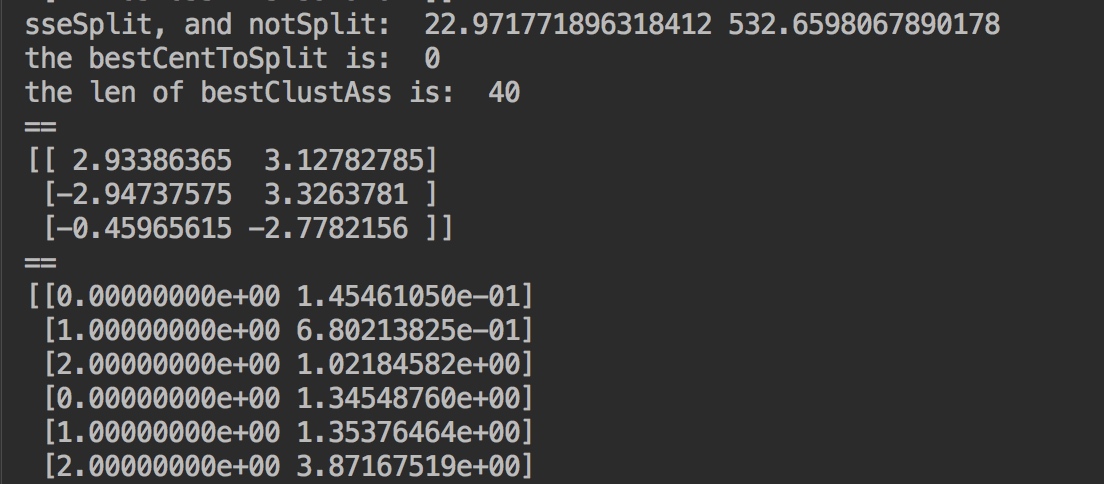 sseSplit, and notSplit:  22.971771896318412 532.6598067890178
the bestCentToSplit is:  0
the len of bestClustAss is:  40
==
[[ 2.93386365  3.12782785]
 [-2.94737575  3.3263781 ]
 [-0.45965615 -2.7782156 ]]
==
[[0.00000000e+00 1.45461050e-01]
 [1.00000000e+00 6.80213825e-01]
 [2.00000000e+00 1.02184582e+00]
 [0.00000000e+00 1.34548760e+00]
 [1.00000000e+00 1.35376464e+00]
 [2.00000000e+00 3.87167519e+00]